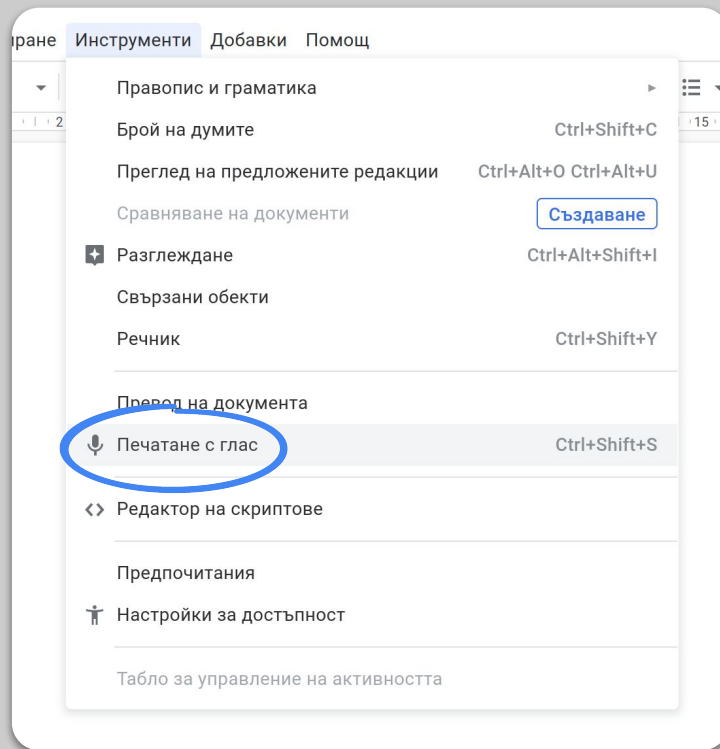 Инструменти Добавки Помощ
2 15
Правопис и граматика
Брой на думите Ctrl+Shift+C
Преглед на предложените редакции Ctrl+Alt+O Ctrl+Alt+U
Сравняване на документи Създаване
Разглеждане Ctrl+Alt+Shift+I
Свързани обекти
Речник Ctrl+Shift+Y
Превод на документа
Печатане с глас Ctrl+Shift+S
Редактор на скриптове
Предпочитания
Настройки за достъпност
Табло за управление на активността